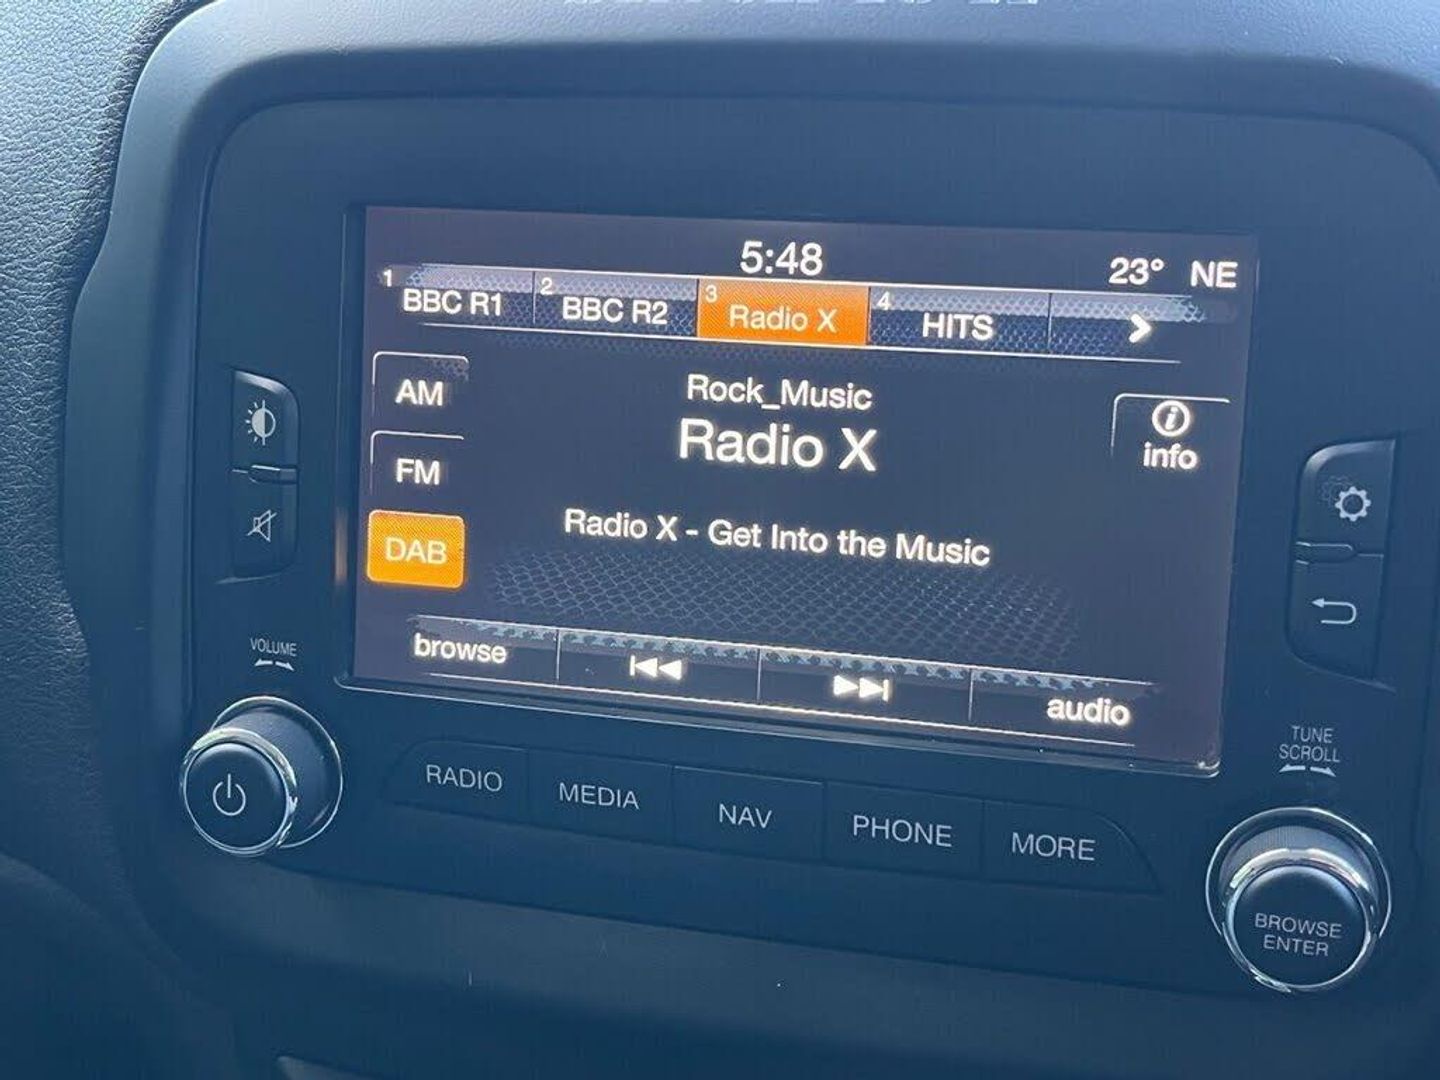 5:48
23° NE
1 BBC R1 2 BBC R2 3 Radio X 4 HITS
AM
Rock_Music
Radio X
info
FM
Radio X - Get Into the Music
DAB
browse
audio
VOLUME
TUNE
SCROLL
RADIO MEDIA NAV PHONE MORE
BROWSE
ENTER